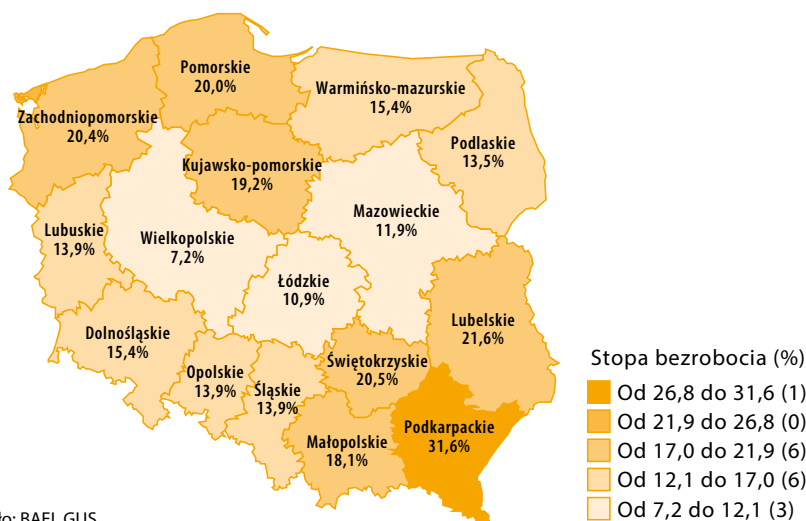 Pomorskie
20,0%
Warmińsko-mazurskie
15,4%
Zachodniopomorskie
20,4%
Podlaskie
13,5%
Kujawsko-pomorskie
19,2%
Mazowieckie
11,9%
Lubuskie
13,9%
Wielkopolskie
7,2%
Łódzkie
10,9%
Lubelskie
21,6%
Dolnośląskie
15,4%
Opolskie
13,9%
Śląskie
13,9%
Świętokrzyskie
20,5%
Małopolskie
18,1%
Podkarpackie
31,6%
Stopa bezrobocia (%)
Od 26,8 do 31,6 (1)
Od 21,9 do 26,8 (0)
Od 17,0 do 21,9 (6)
Od 12,1 do 17,0 (6)
Od 7,2 do 12,1 (3)
BAEL GUS